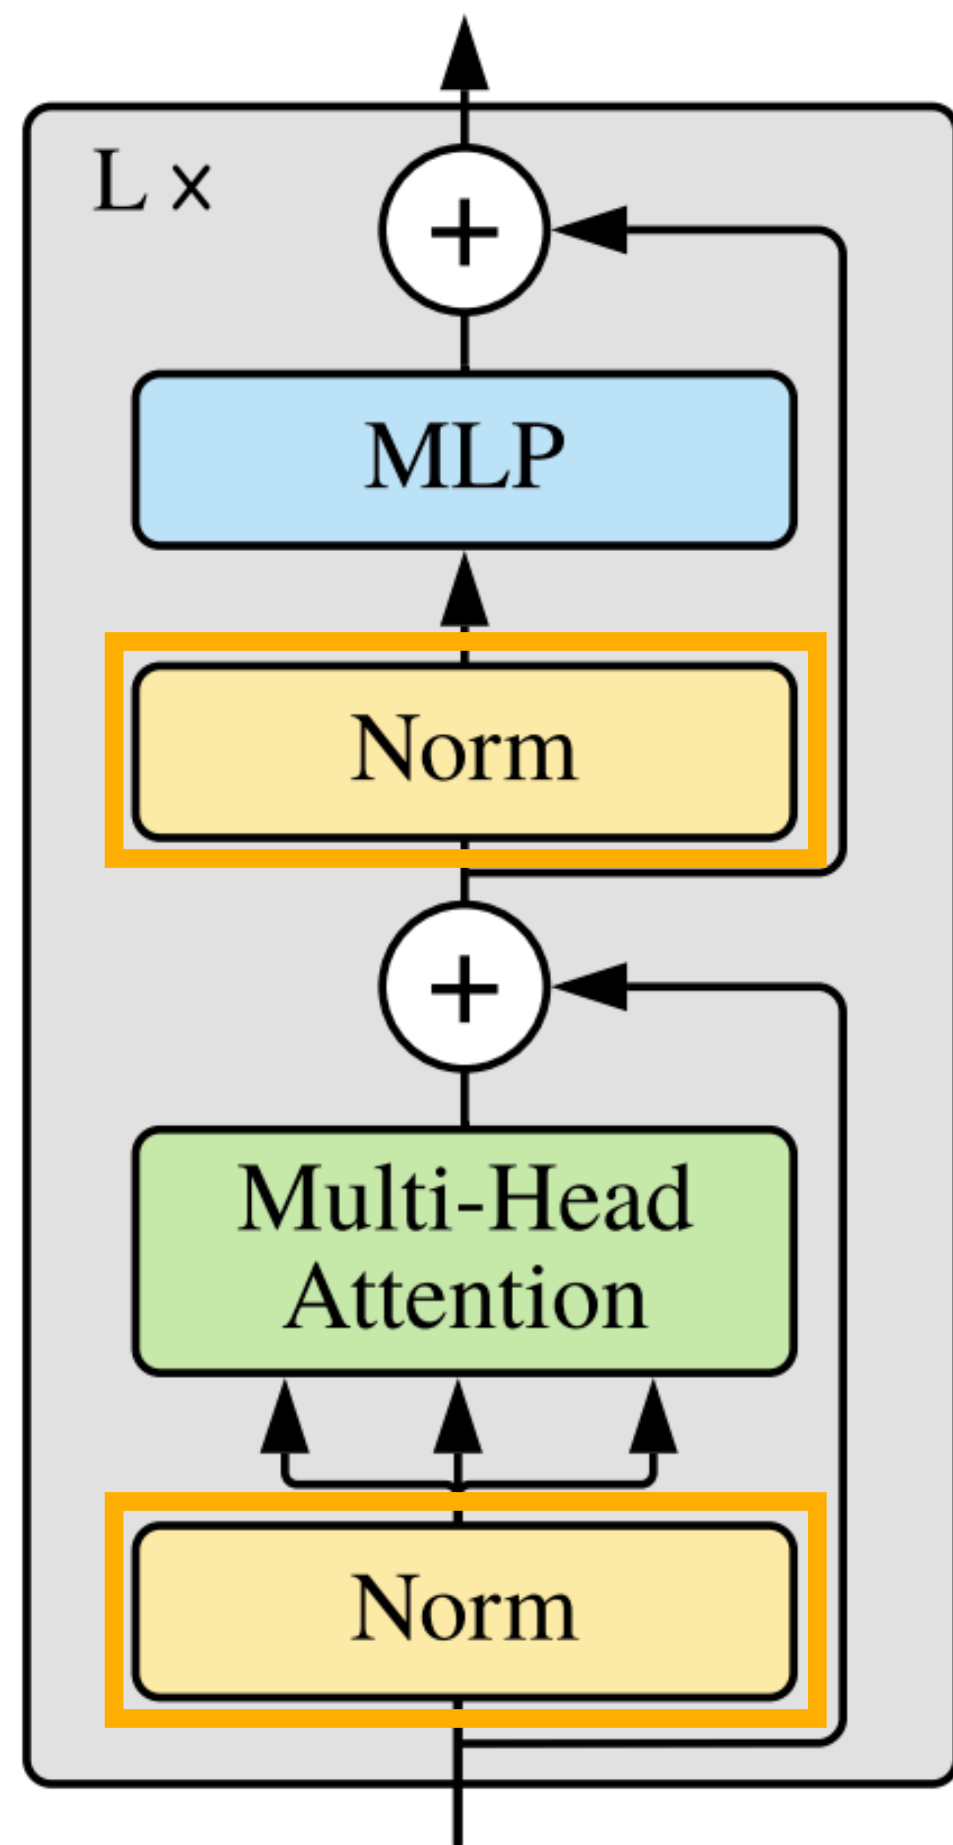 L ×
+
MLP
Norm
+
Multi-Head
Attention
Norm